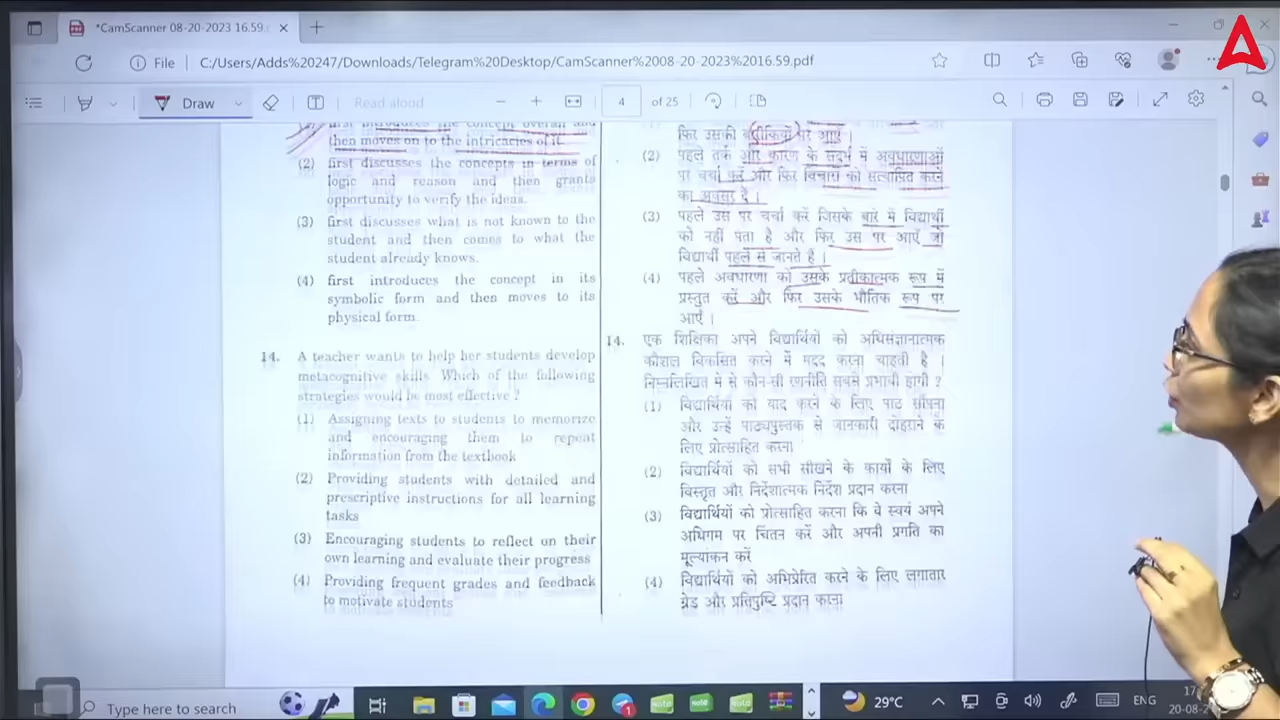 *CamScanner 08-20-2023 16.59.
File C:/Users/Adds%20247/Downloads/Telegram%20Desktop/CamScanner%2008-20-2023%2016.59.pdf
Draw Read aloud 4 of 25
first introduces the concept overall and
then moves on to the intricacies of it.
(2) first discusses the concepts in terms of
logic and reason and then grants
opportunity to verify the ideas.
(3) first discusses what is not known to the
student and then comes to what the
student already knows.
(4) first introduces the concept in its
symbolic form and then moves to its
physical form.
14. A teacher wants to help her students develop
metacognitive skills. Which of the following
strategies would be most effective ?
(1) Assigning texts to students to memorize
and encouraging them to repeat
information from the textbook
(2) Providing students with detailed and
prescriptive instructions for all learning
tasks
(3) Encouraging students to reflect on their
own learning and evaluate their progress
(4) Providing frequent grades and feedback
to motivate students
फिर उसकी बारीकियों पर आएँ ।
(2) पहले तर्क और कारण के संदर्भ में अवधारणाओं
पर चर्चा करें और फिर विचारों को सत्यापित करने
का अवसर दें ।
(3) पहले उस पर चर्चा करें जिसके बारे में विद्यार्थी
को नहीं पता है और फिर उस पर आएँ जो
विद्यार्थी पहले से जानते हैं ।
(4) पहले अवधारणा को उसके प्रतीकात्मक रूप में
प्रस्तुत करें और फिर उसके भौतिक रूप पर
आएँ ।
14. एक शिक्षिका अपने विद्यार्थियों को अधिसंज्ञानात्मक
कौशल विकसित करने में मदद करना चाहती है ।
निम्नलिखित में से कौन-सी रणनीति सबसे प्रभावी होगी ?
(1) विद्यार्थियों को याद करने के लिए पाठ सौंपना
और उन्हें पाठ्यपुस्तक से जानकारी दोहराने के
लिए प्रोत्साहित करना
(2) विद्यार्थियों को सभी सीखने के कार्यों के लिए
विस्तृत और निर्देशात्मक निर्देश प्रदान करना
(3) विद्यार्थियों को प्रोत्साहित करना कि वे स्वयं अपने
अधिगम पर चिंतन करें और अपनी प्रगति का
मूल्यांकन करें
(4) विद्यार्थियों को अभिप्रेरित करने के लिए लगातार
ग्रेड और प्रतिपुष्टि प्रदान करना
Type here to search
29°C
ENG
17
20-08-2